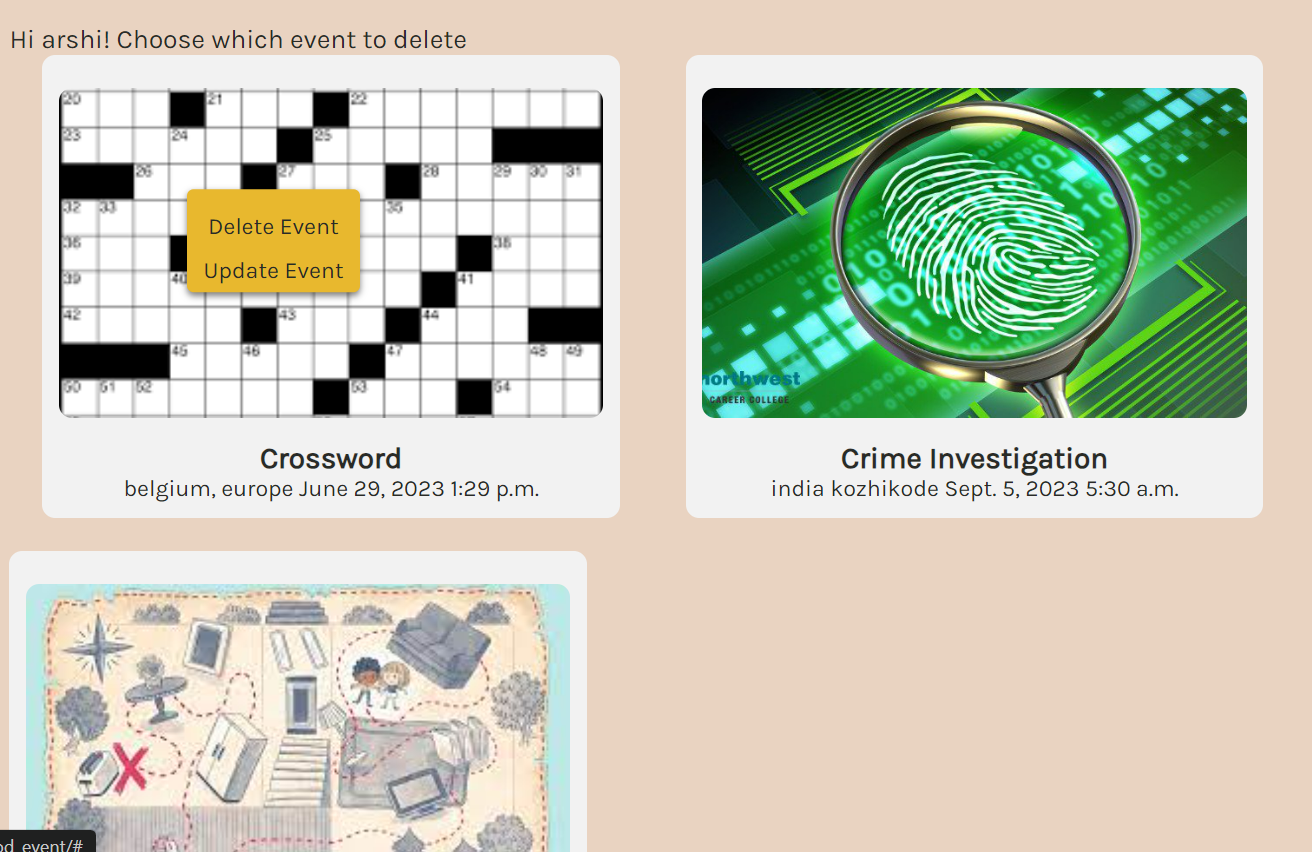 Hi arshi! Choose which event to delete
20 21 22
23 24 25
26 27 28 29 30 31
32 33 35
36 38
39 40 41
42 43 44
45 46 47 48 49
50 51 52 53 54
Delete Event
Update Event
Crossword
belgium, europe June 29, 2023 1:29 p.m.
northwest
CAREER COLLEGE
Crime Investigation
india kozhikode Sept. 5, 2023 5:30 a.m.
od_event/#